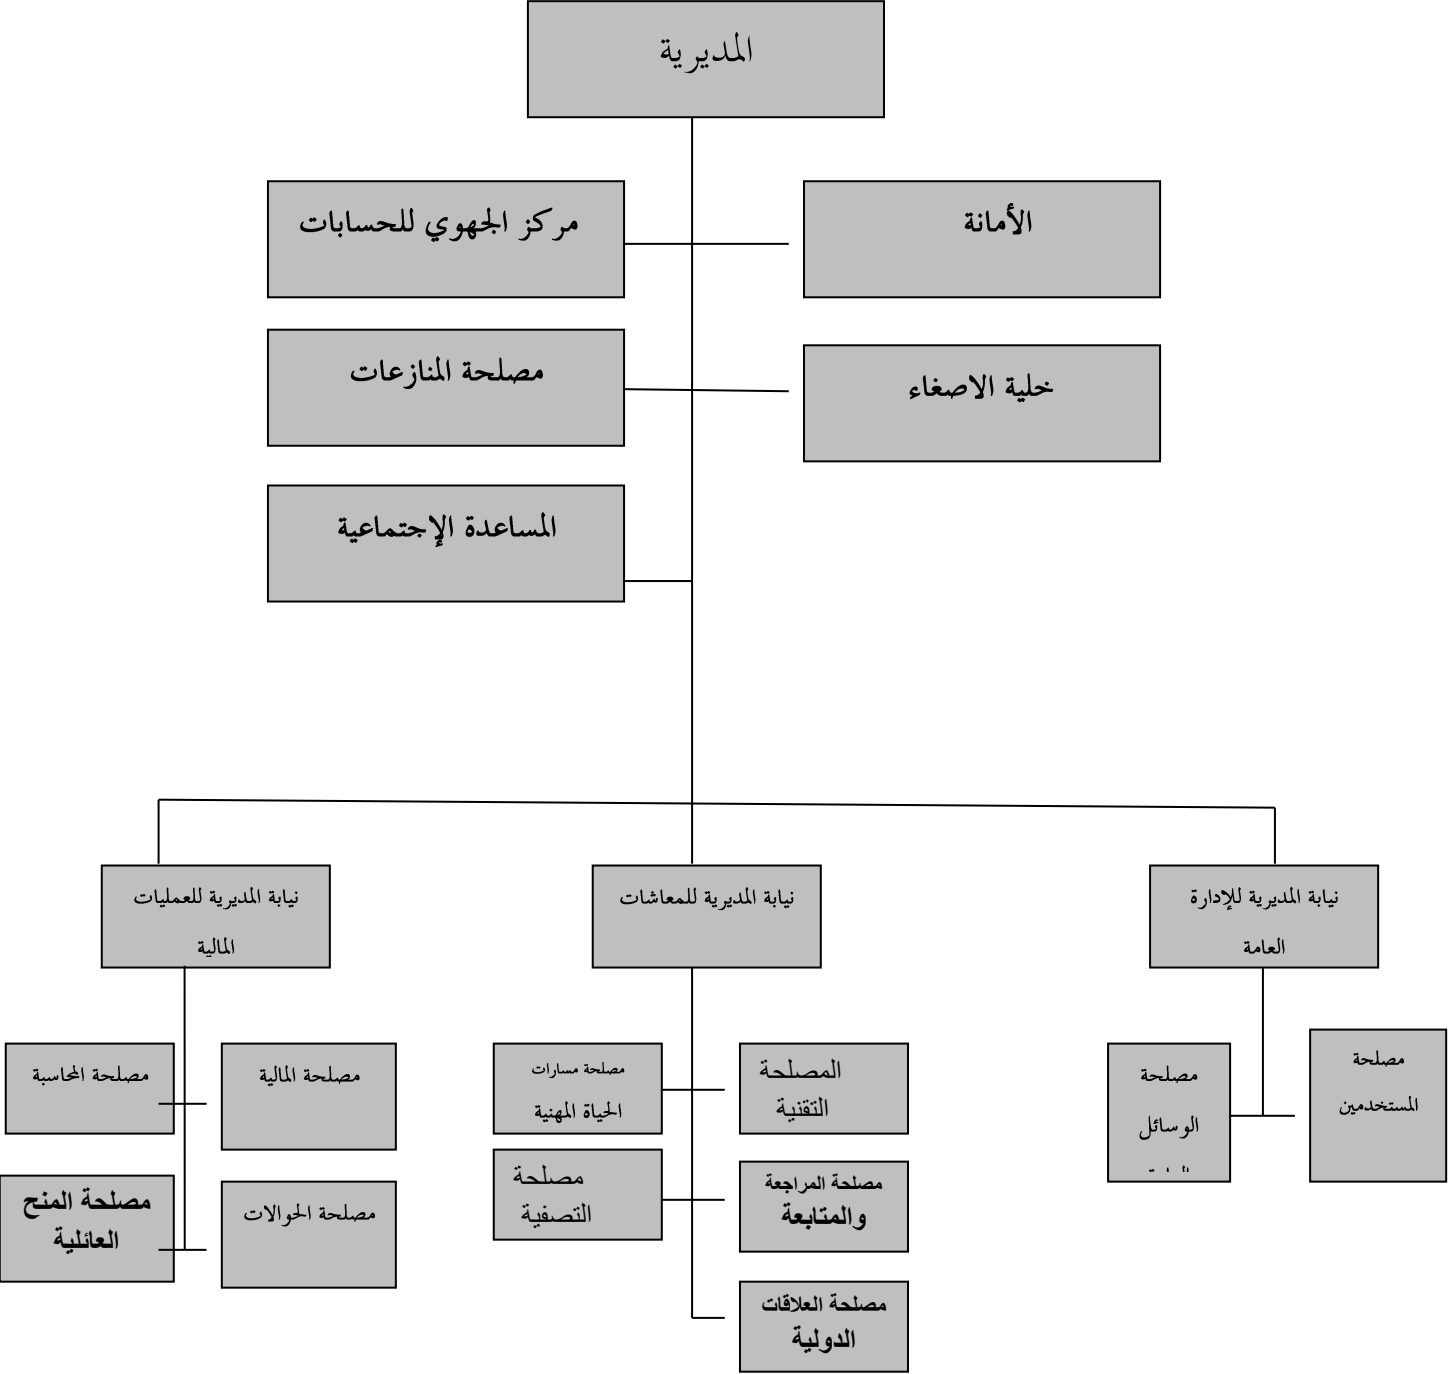 المديرية
الأمانة
مركز الجهوي للحسابات
خلية الاصغاء
مصلحة المنازعات
المساعدة الإجتماعية
نيابة المديرية للإدارة
العامة
نيابة المديرية للمعاشات
نيابة المديرية للعمليات
المالية
مصلحة
المستخدمين
مصلحة
الوسائل
المصلحة
التقنية
مصلحة مسارات
الحياة المهنية
مصلحة المراجعة
والمتابعة
مصلحة
التصفية
مصلحة العلاقات
الدولية
مصلحة المالية
مصلحة المحاسبة
مصلحة الحوالات
مصلحة المنح
العائلية